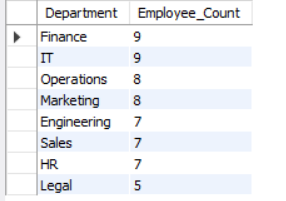 Department Employee_Count
Finance 9
IT 9
Operations 8
Marketing 8
Engineering 7
Sales 7
HR 7
Legal 5